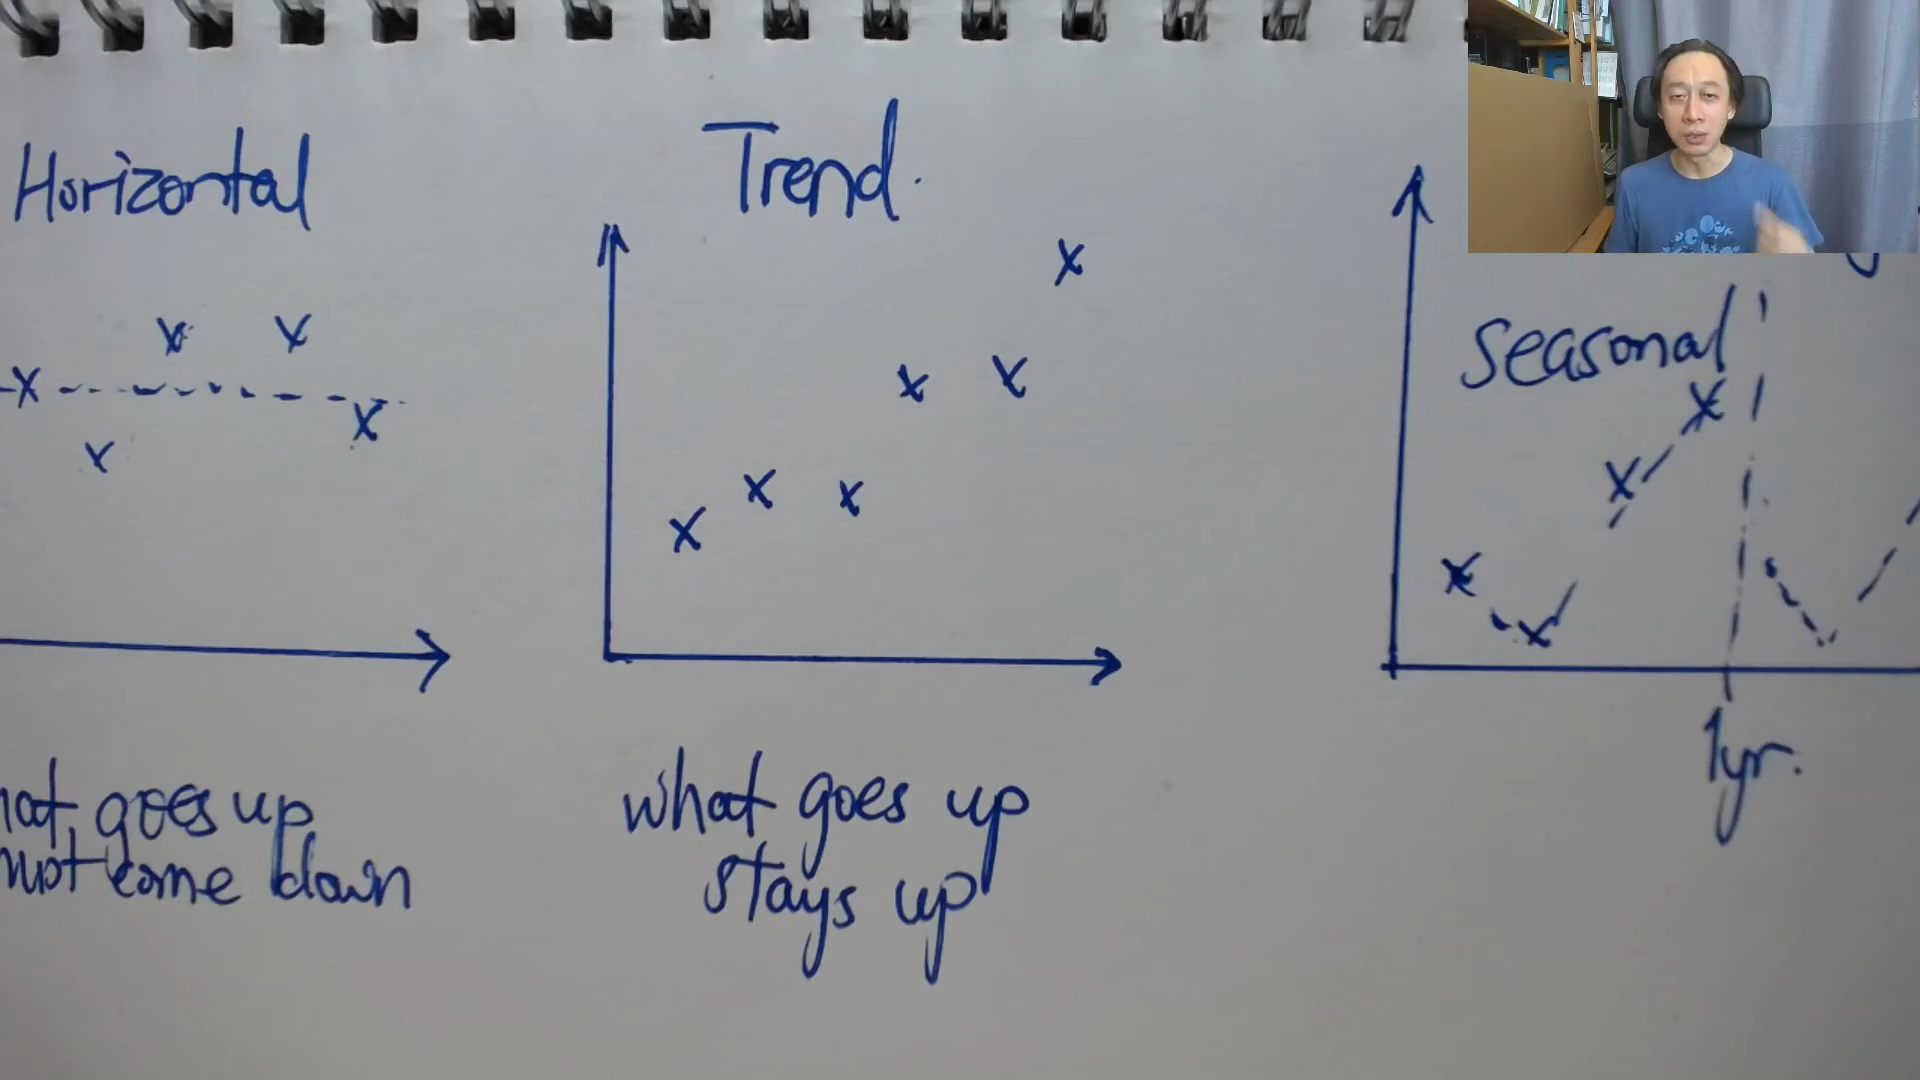 Horizontal
Trend.
seasonal
1yr.
goes up
come down
what goes up
stays up